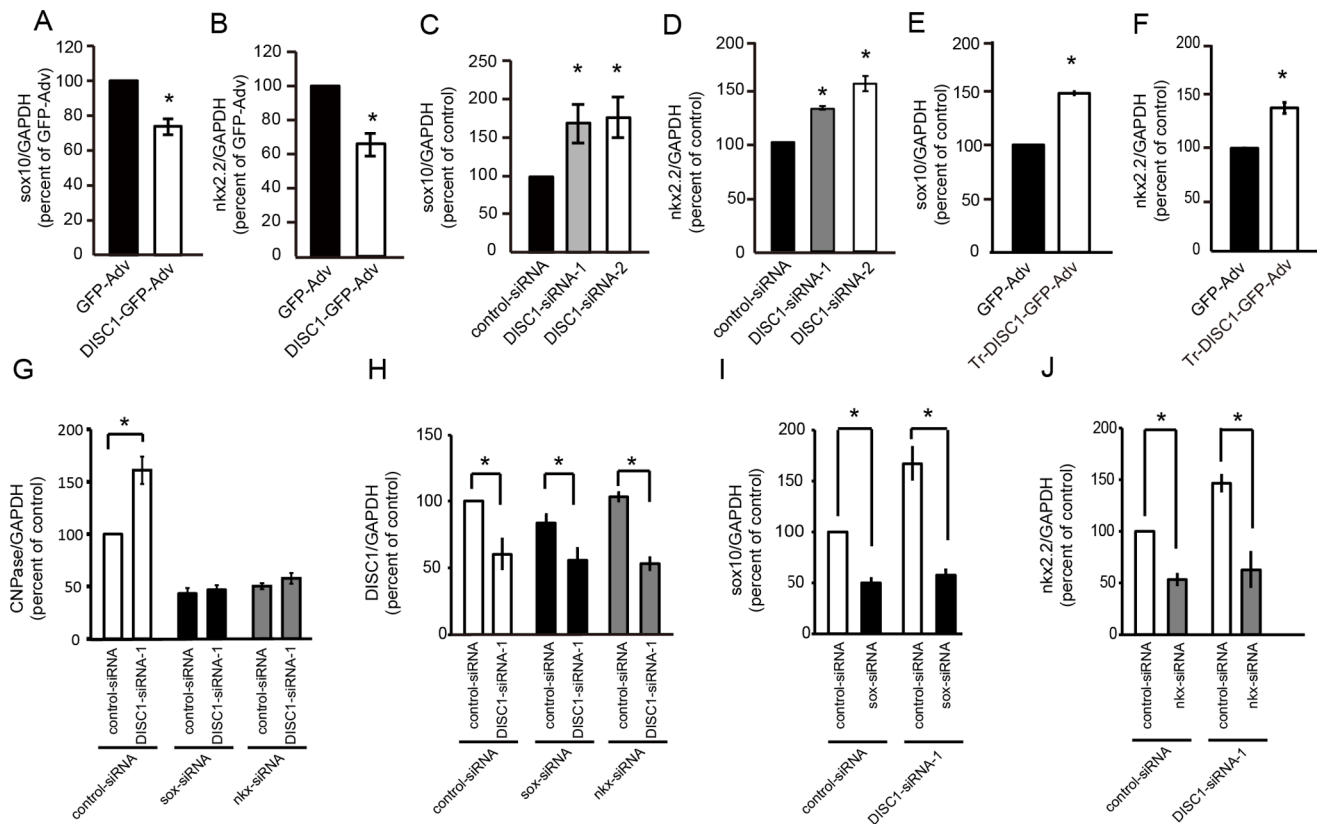 A
sox10/GAPDH
(percent of GFP-Adv)
120
100
80
60
40
20
0
*
GFP-Adv
DISC1-GFP-Adv
B
nkx2.2/GAPDH
(percent of GFP-Adv)
120
100
80
60
40
20
0
*
GFP-Adv
DISC1-GFP-Adv
C
sox10/GAPDH
(percent of control)
250
200
150
100
50
0
*
*
control-siRNA
DISC1-siRNA-1
DISC1-siRNA-2
D
nkx2.2/GAPDH
(percent of control)
200
150
100
50
0
*
*
control-siRNA
DISC1-siRNA-1
DISC1-siRNA-2
E
sox10/GAPDH
(percent of control)
200
150
100
50
0
*
GFP-Adv
Tr-DISC1-GFP-Adv
F
nkx2.2/GAPDH
(percent of control)
200
150
100
50
0
*
GFP-Adv
Tr-DISC1-GFP-Adv
G
CNPase/GAPDH
(percent of control)
200
150
100
50
0
*
control-siRNA
DISC1-siRNA-1
control-siRNA
DISC1-siRNA-1
control-siRNA
DISC1-siRNA-1
control-siRNA
sox-siRNA
nkx-siRNA
H
DISC1/GAPDH
(percent of control)
150
100
50
0
*
*
*
control-siRNA
DISC1-siRNA-1
control-siRNA
DISC1-siRNA-1
control-siRNA
DISC1-siRNA-1
control-siRNA
sox-siRNA
nkx-siRNA
I
sox10/GAPDH
(percent of control)
200
150
100
50
0
*
*
control-siRNA
sox-siRNA
control-siRNA
sox-siRNA
control-siRNA
DISC1-siRNA-1
J
nkx2.2/GAPDH
(percent of control)
200
150
100
50
0
*
*
control-siRNA
nkx-siRNA
control-siRNA
nkx-siRNA
control-siRNA
DISC1-siRNA-1